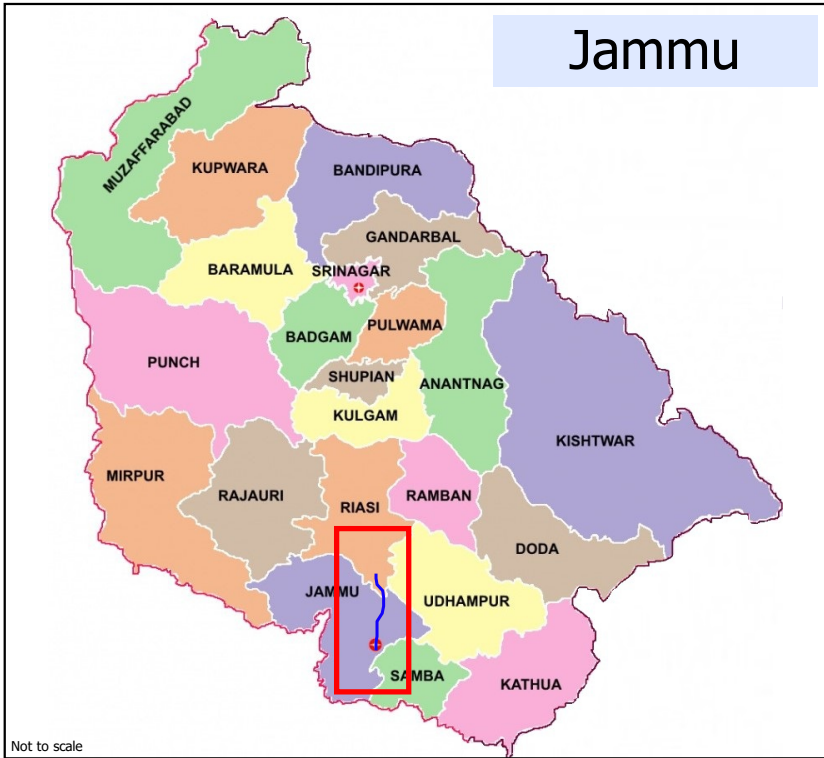 Jammu
MUZAFFARABAD
KUPWARA
BANDIPURA
GANDARBAL
BARAMULA
SRINAGAR
BADGAM
PULWAMA
PUNCH
SHUPIAN
ANANTNAG
KULGAM
KISHTWAR
MIRPUR
RAJAURI
RIASI
RAMBAN
DODA
JAMMU
UDHAMPUR
SAMBA
KATHUA
Not to scale